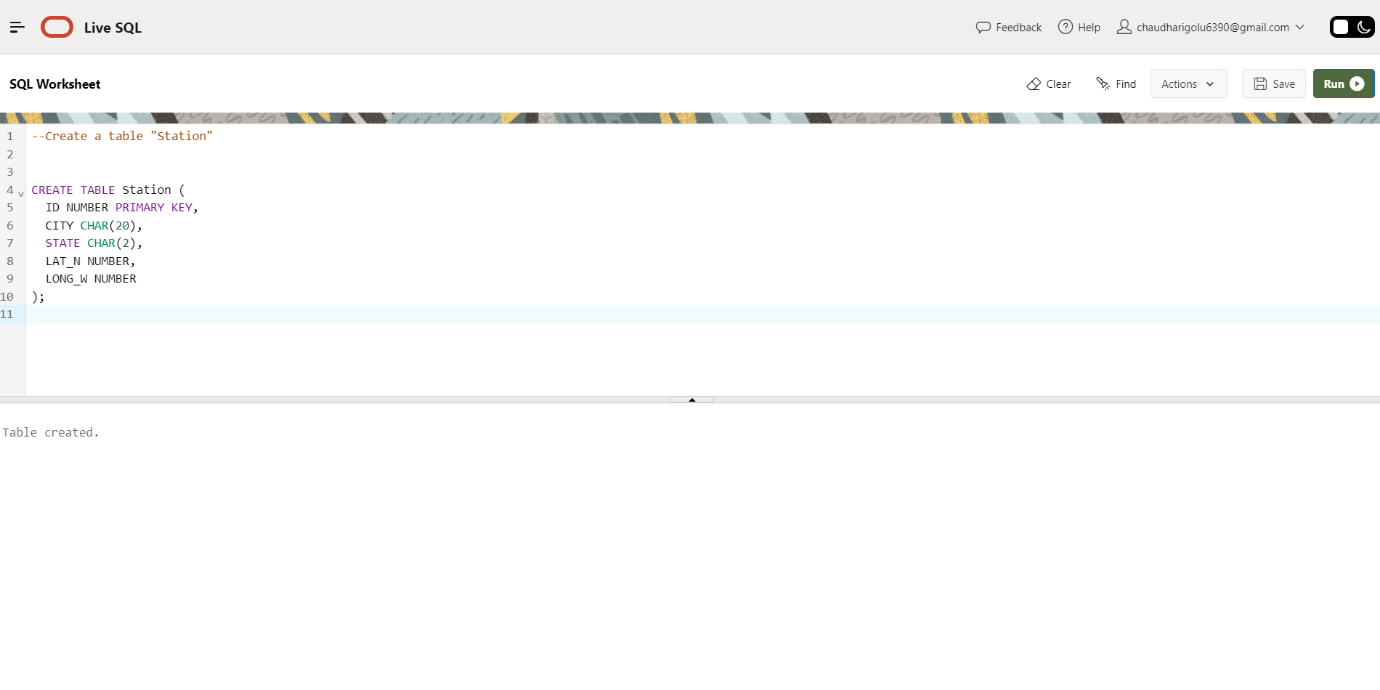 Live SQL
Feedback Help chaudharigolu6390@gmail.com
SQL Worksheet
Clear Find Actions Save Run
1 --Create a table "Station"
2
3
4 CREATE TABLE Station (
5 ID NUMBER PRIMARY KEY,
6 CITY CHAR(20),
7 STATE CHAR(2),
8 LAT_N NUMBER,
9 LONG_W NUMBER
10 );
11
Table created.